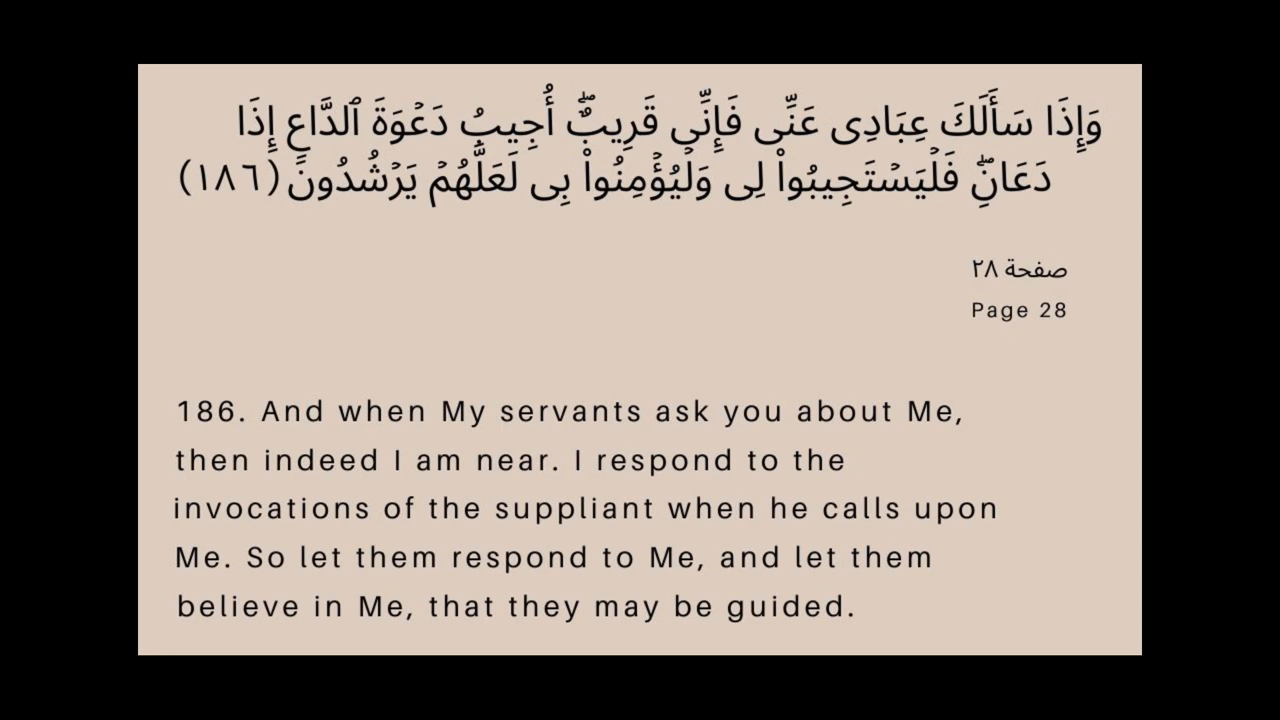 وَإِذَا سَأَلَكَ عِبَادِى عَنِّى فَإِنِّى قَرِيبٌۖ أُجِيبُ دَعۡوَةَ ٱلدَّاعِ إِذَا
دَعَانِۖ فَلۡيَسۡتَجِيبُواْ لِى وَلۡيُؤۡمِنُواْ بِى لَعَلَّهُمۡ يَرۡشُدُونَ (١٨٦)
صفحة ٢٨
Page 28
186. And when My servants ask you about Me,
then indeed I am near. I respond to the
invocations of the suppliant when he calls upon
Me. So let them respond to Me, and let them
believe in Me, that they may be guided.